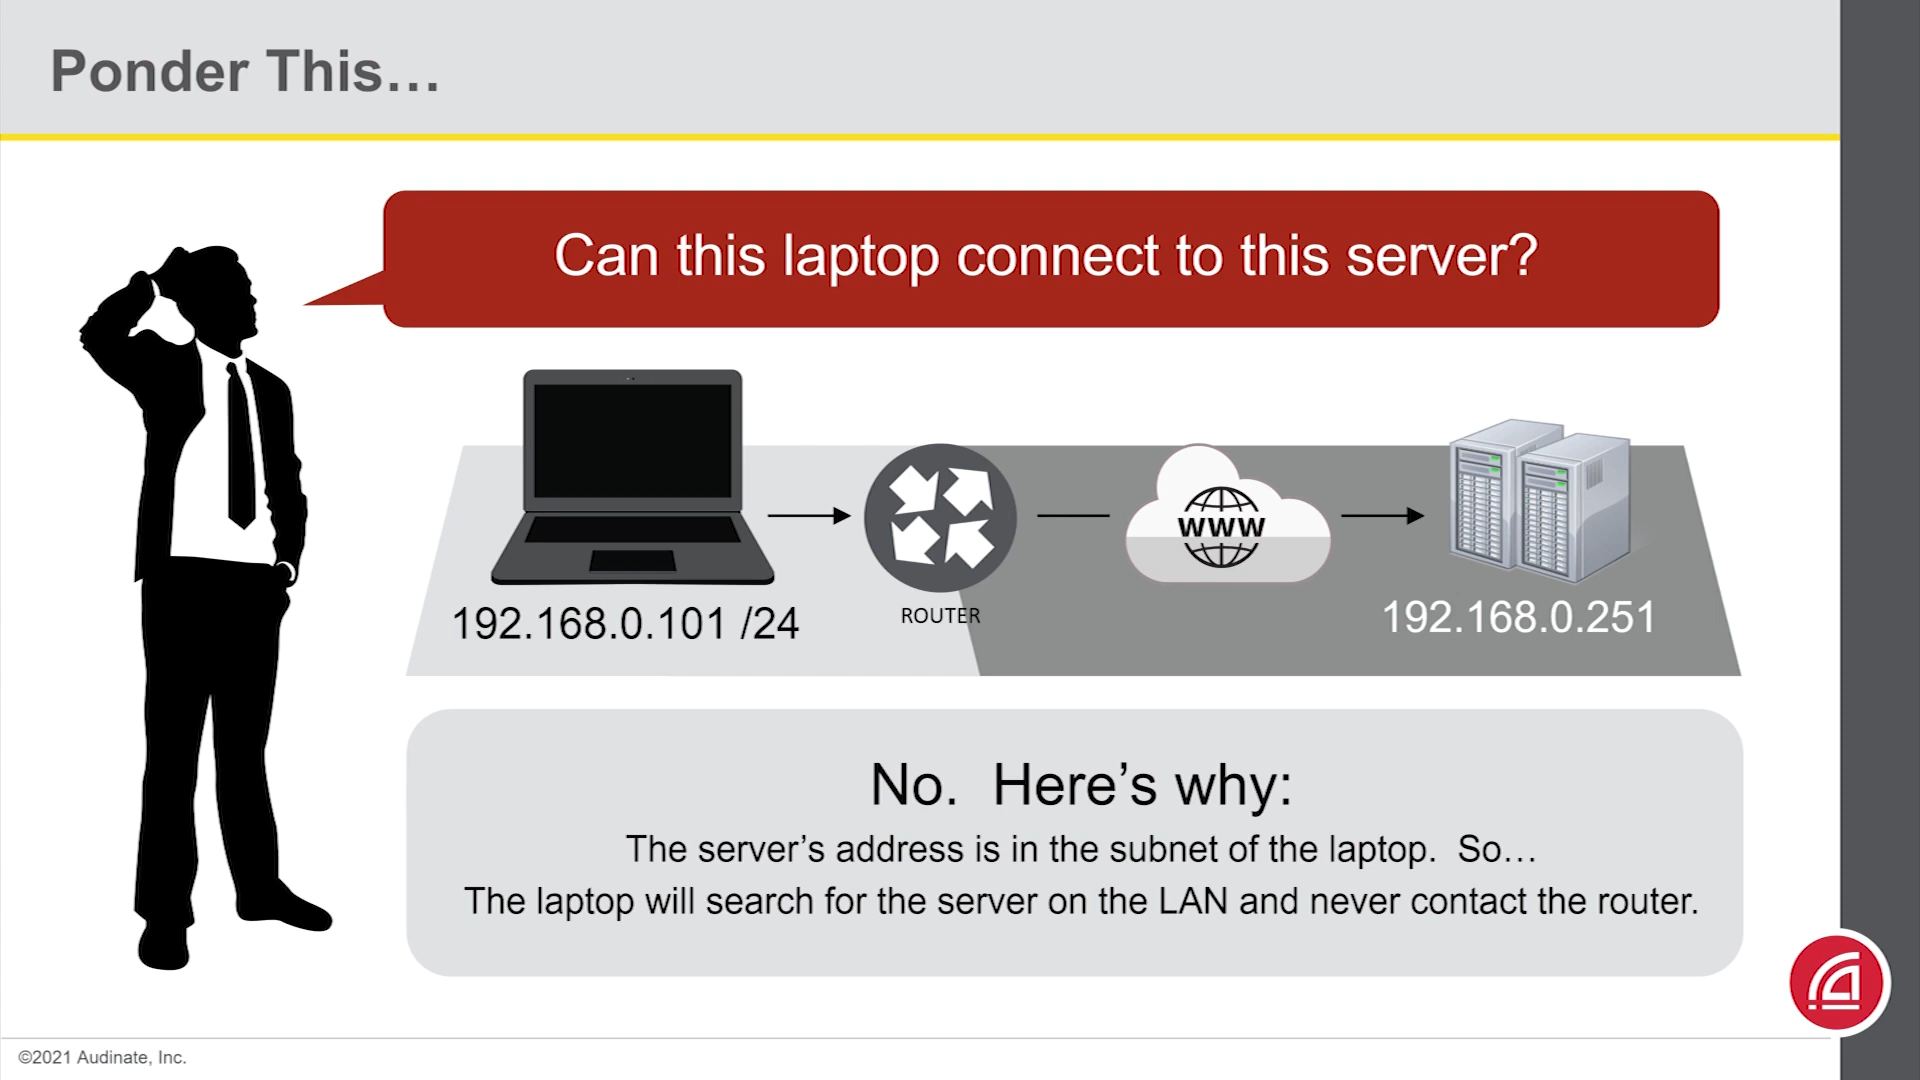 Ponder This…
Can this laptop connect to this server?
WWW
192.168.0.101 /24
ROUTER
192.168.0.251
No.  Here’s why:
The server’s address is in the subnet of the laptop.  So…
The laptop will search for the server on the LAN and never contact the router.
©2021 Audinate, Inc.